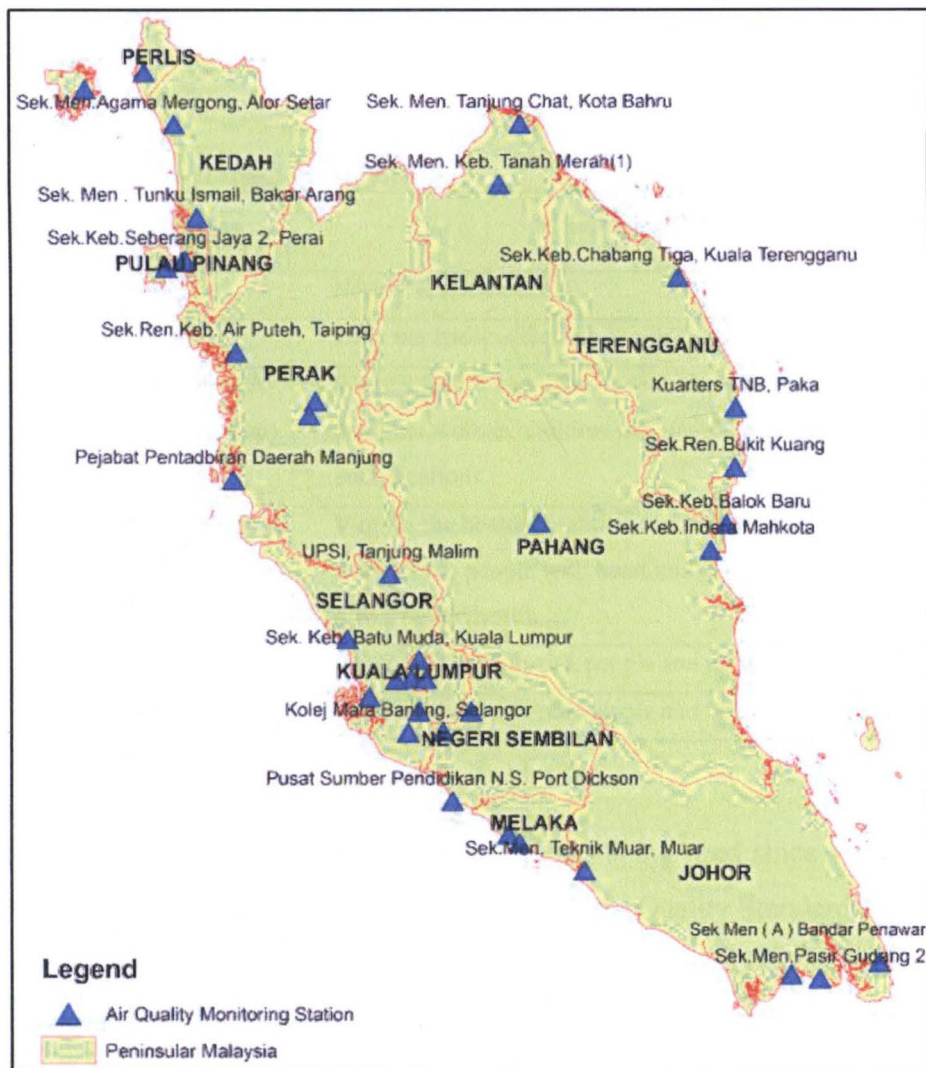 PERLIS
Sek.Men.Agama Mergong, Alor Setar
Sek. Men. Tanjung Chat, Kota Bahru
KEDAH
Sek. Men. Keb. Tanah Merah(1)
Sek. Men . Tunku Ismail, Bakar Arang
Sek.Keb.Seberang Jaya 2, Perai
PULAU PINANG
Sek.Keb.Chabang Tiga, Kuala Terengganu
KELANTAN
Sek.Ren.Keb. Air Puteh, Taiping
TERENGGANU
PERAK
Kuarters TNB, Paka
Sek.Ren.Bukit Kuang
Pejabat Pentadbiran Daerah Manjung
Sek.Keb.Balok Baru
Sek.Keb.Indera Mahkota
PAHANG
UPSI, Tanjung Malim
SELANGOR
Sek. Keb. Batu Muda, Kuala Lumpur
KUALA LUMPUR
Kolej Mara Banting, Selangor
NEGERI SEMBILAN
Pusat Sumber Pendidikan N.S. Port Dickson
MELAKA
Sek.Men. Teknik Muar, Muar
JOHOR
Sek Men ( A ) Bandar Penawar
Sek.Men.Pasir Gudang 2
Legend
Air Quality Monitoring Station
Peninsular Malaysia